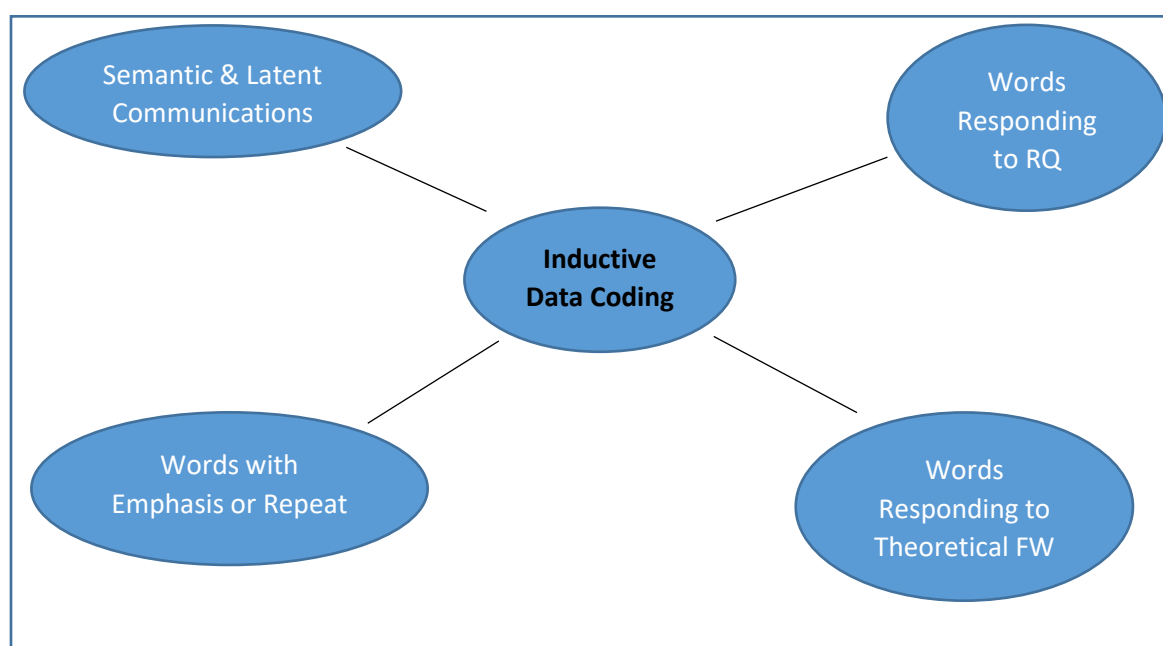 Semantic & Latent
Communications
Words
Responding
to RQ
Inductive
Data Coding
Words with
Emphasis or Repeat
Words
Responding to
Theoretical FW